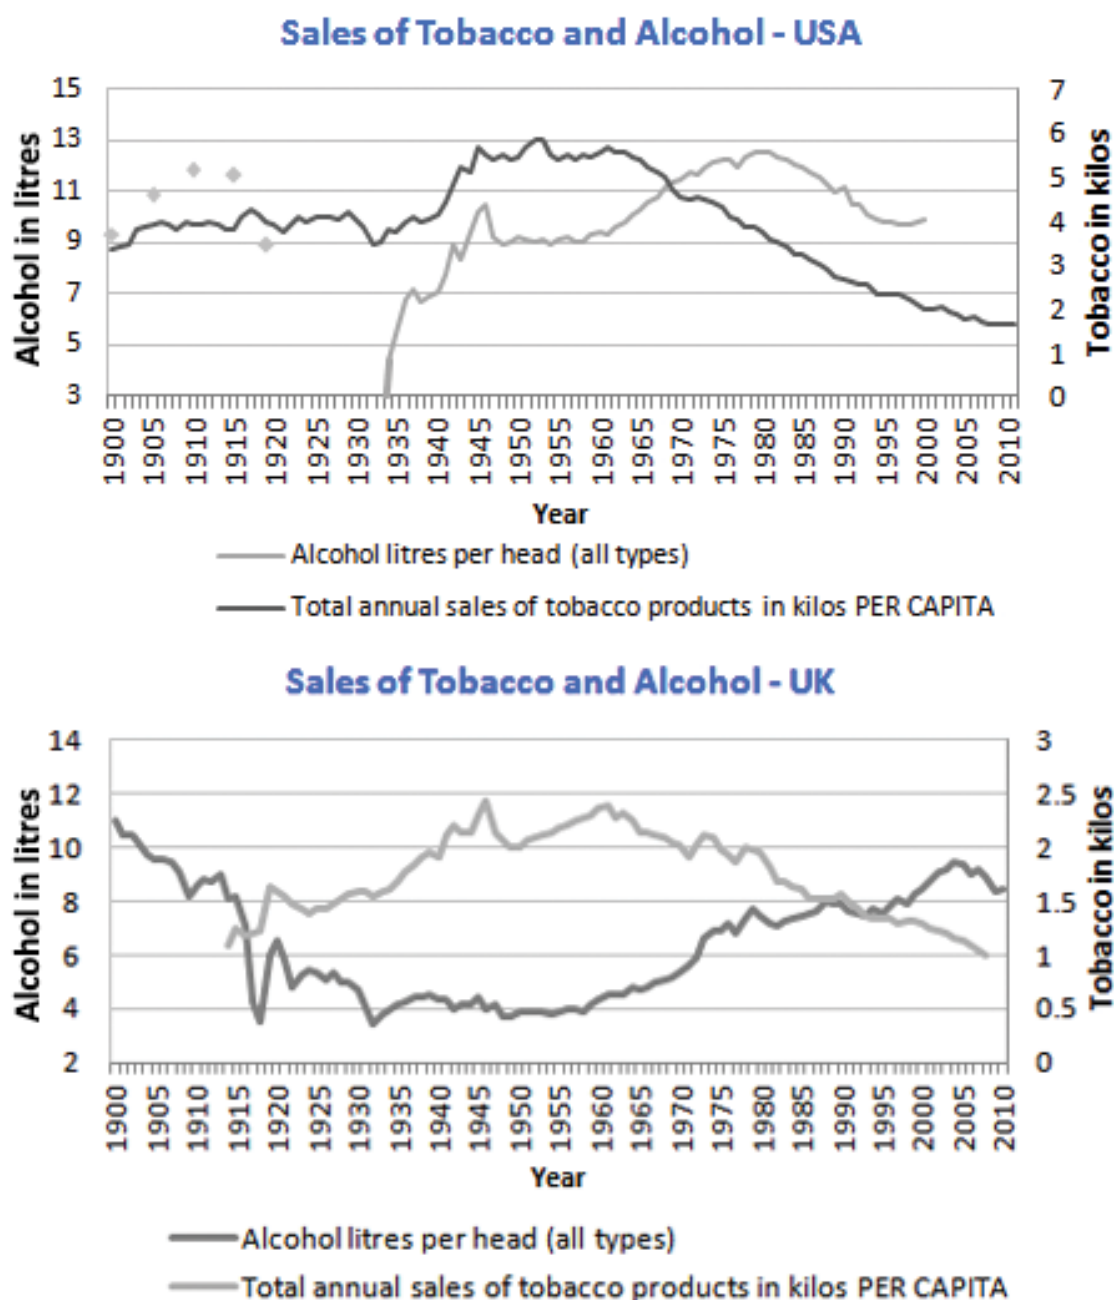 Sales of Tobacco and Alcohol - USA
Alcohol in litres
15
13
11
9
7
5
3
7
6
5
4
3
2
1
0
Tobacco in kilos
1900 1905 1910 1915 1920 1925 1930 1935 1940 1945 1950 1955 1960 1965 1970 1975 1980 1985 1990 1995 2000 2005 2010
Year
Alcohol litres per head (all types)
Total annual sales of tobacco products in kilos PER CAPITA
Sales of Tobacco and Alcohol - UK
Alcohol in litres
14
12
10
8
6
4
2
3
2.5
2
1.5
1
0.5
0
Tobacco in kilos
1900 1905 1910 1915 1920 1925 1930 1935 1940 1945 1950 1955 1960 1965 1970 1975 1980 1985 1990 1995 2000 2005 2010
Year
Alcohol litres per head (all types)
Total annual sales of tobacco products in kilos PER CAPITA